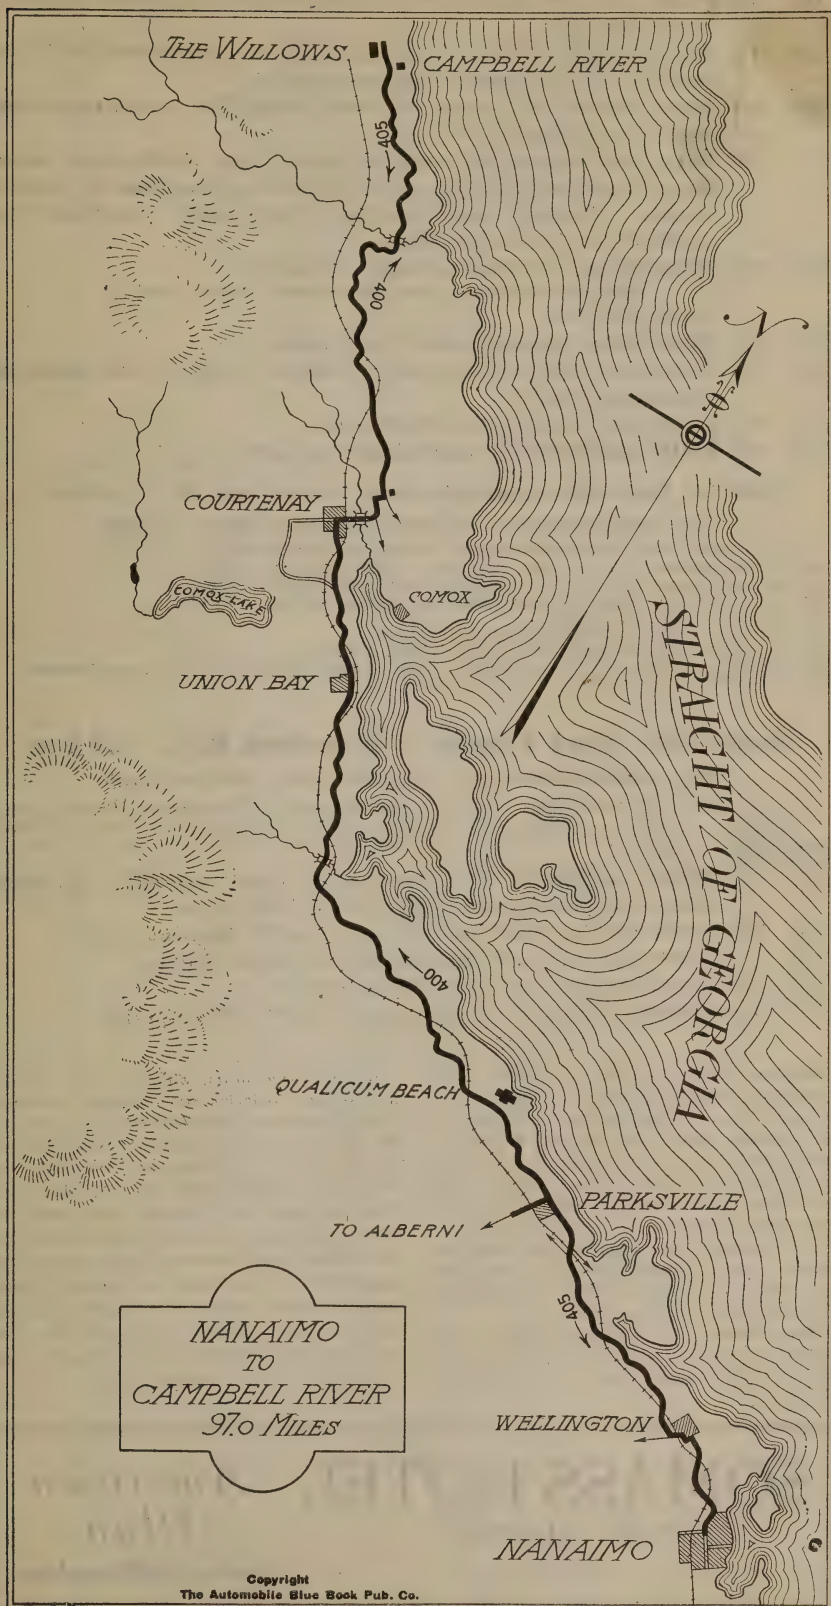 THE WILLOWS
CAMPBELL RIVER
405
400
N
COURTENAY
COMOX
COMOX-LAKE
UNION BAY
STRAIGHT OF GEORGIA
400
QUALICUM BEACH
PARKSVILLE
TO ALBERNI
405
NANAIMO
TO
CAMPBELL RIVER
97.0 MILES
WELLINGTON
NANAIMO
Copyright
The Automobile Blue Book Pub. Co.